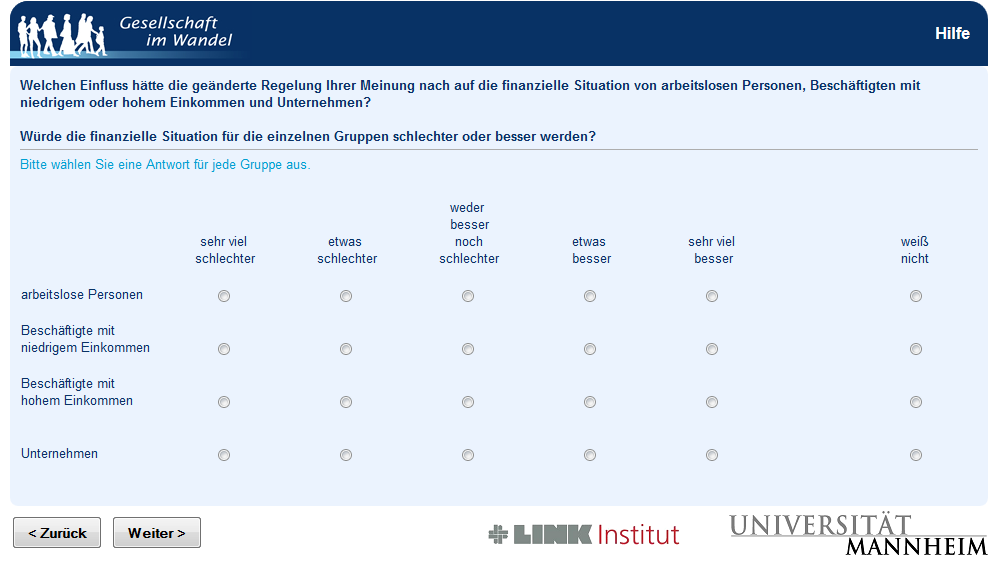 Gesellschaft
im Wandel
Hilfe
Welchen Einfluss hätte die geänderte Regelung Ihrer Meinung nach auf die finanzielle Situation von arbeitslosen Personen, Beschäftigten mit
niedrigem oder hohem Einkommen und Unternehmen?
Würde die finanzielle Situation für die einzelnen Gruppen schlechter oder besser werden?
Bitte wählen Sie eine Antwort für jede Gruppe aus.
sehr viel
schlechter
etwas
schlechter
weder
besser
noch
schlechter
etwas
besser
sehr viel
besser
weiß
nicht
arbeitslose Personen
Beschäftigte mit
niedrigem Einkommen
Beschäftigte mit
hohem Einkommen
Unternehmen
< Zurück
Weiter >
LINK Institut
UNIVERSITÄT
MANNHEIM